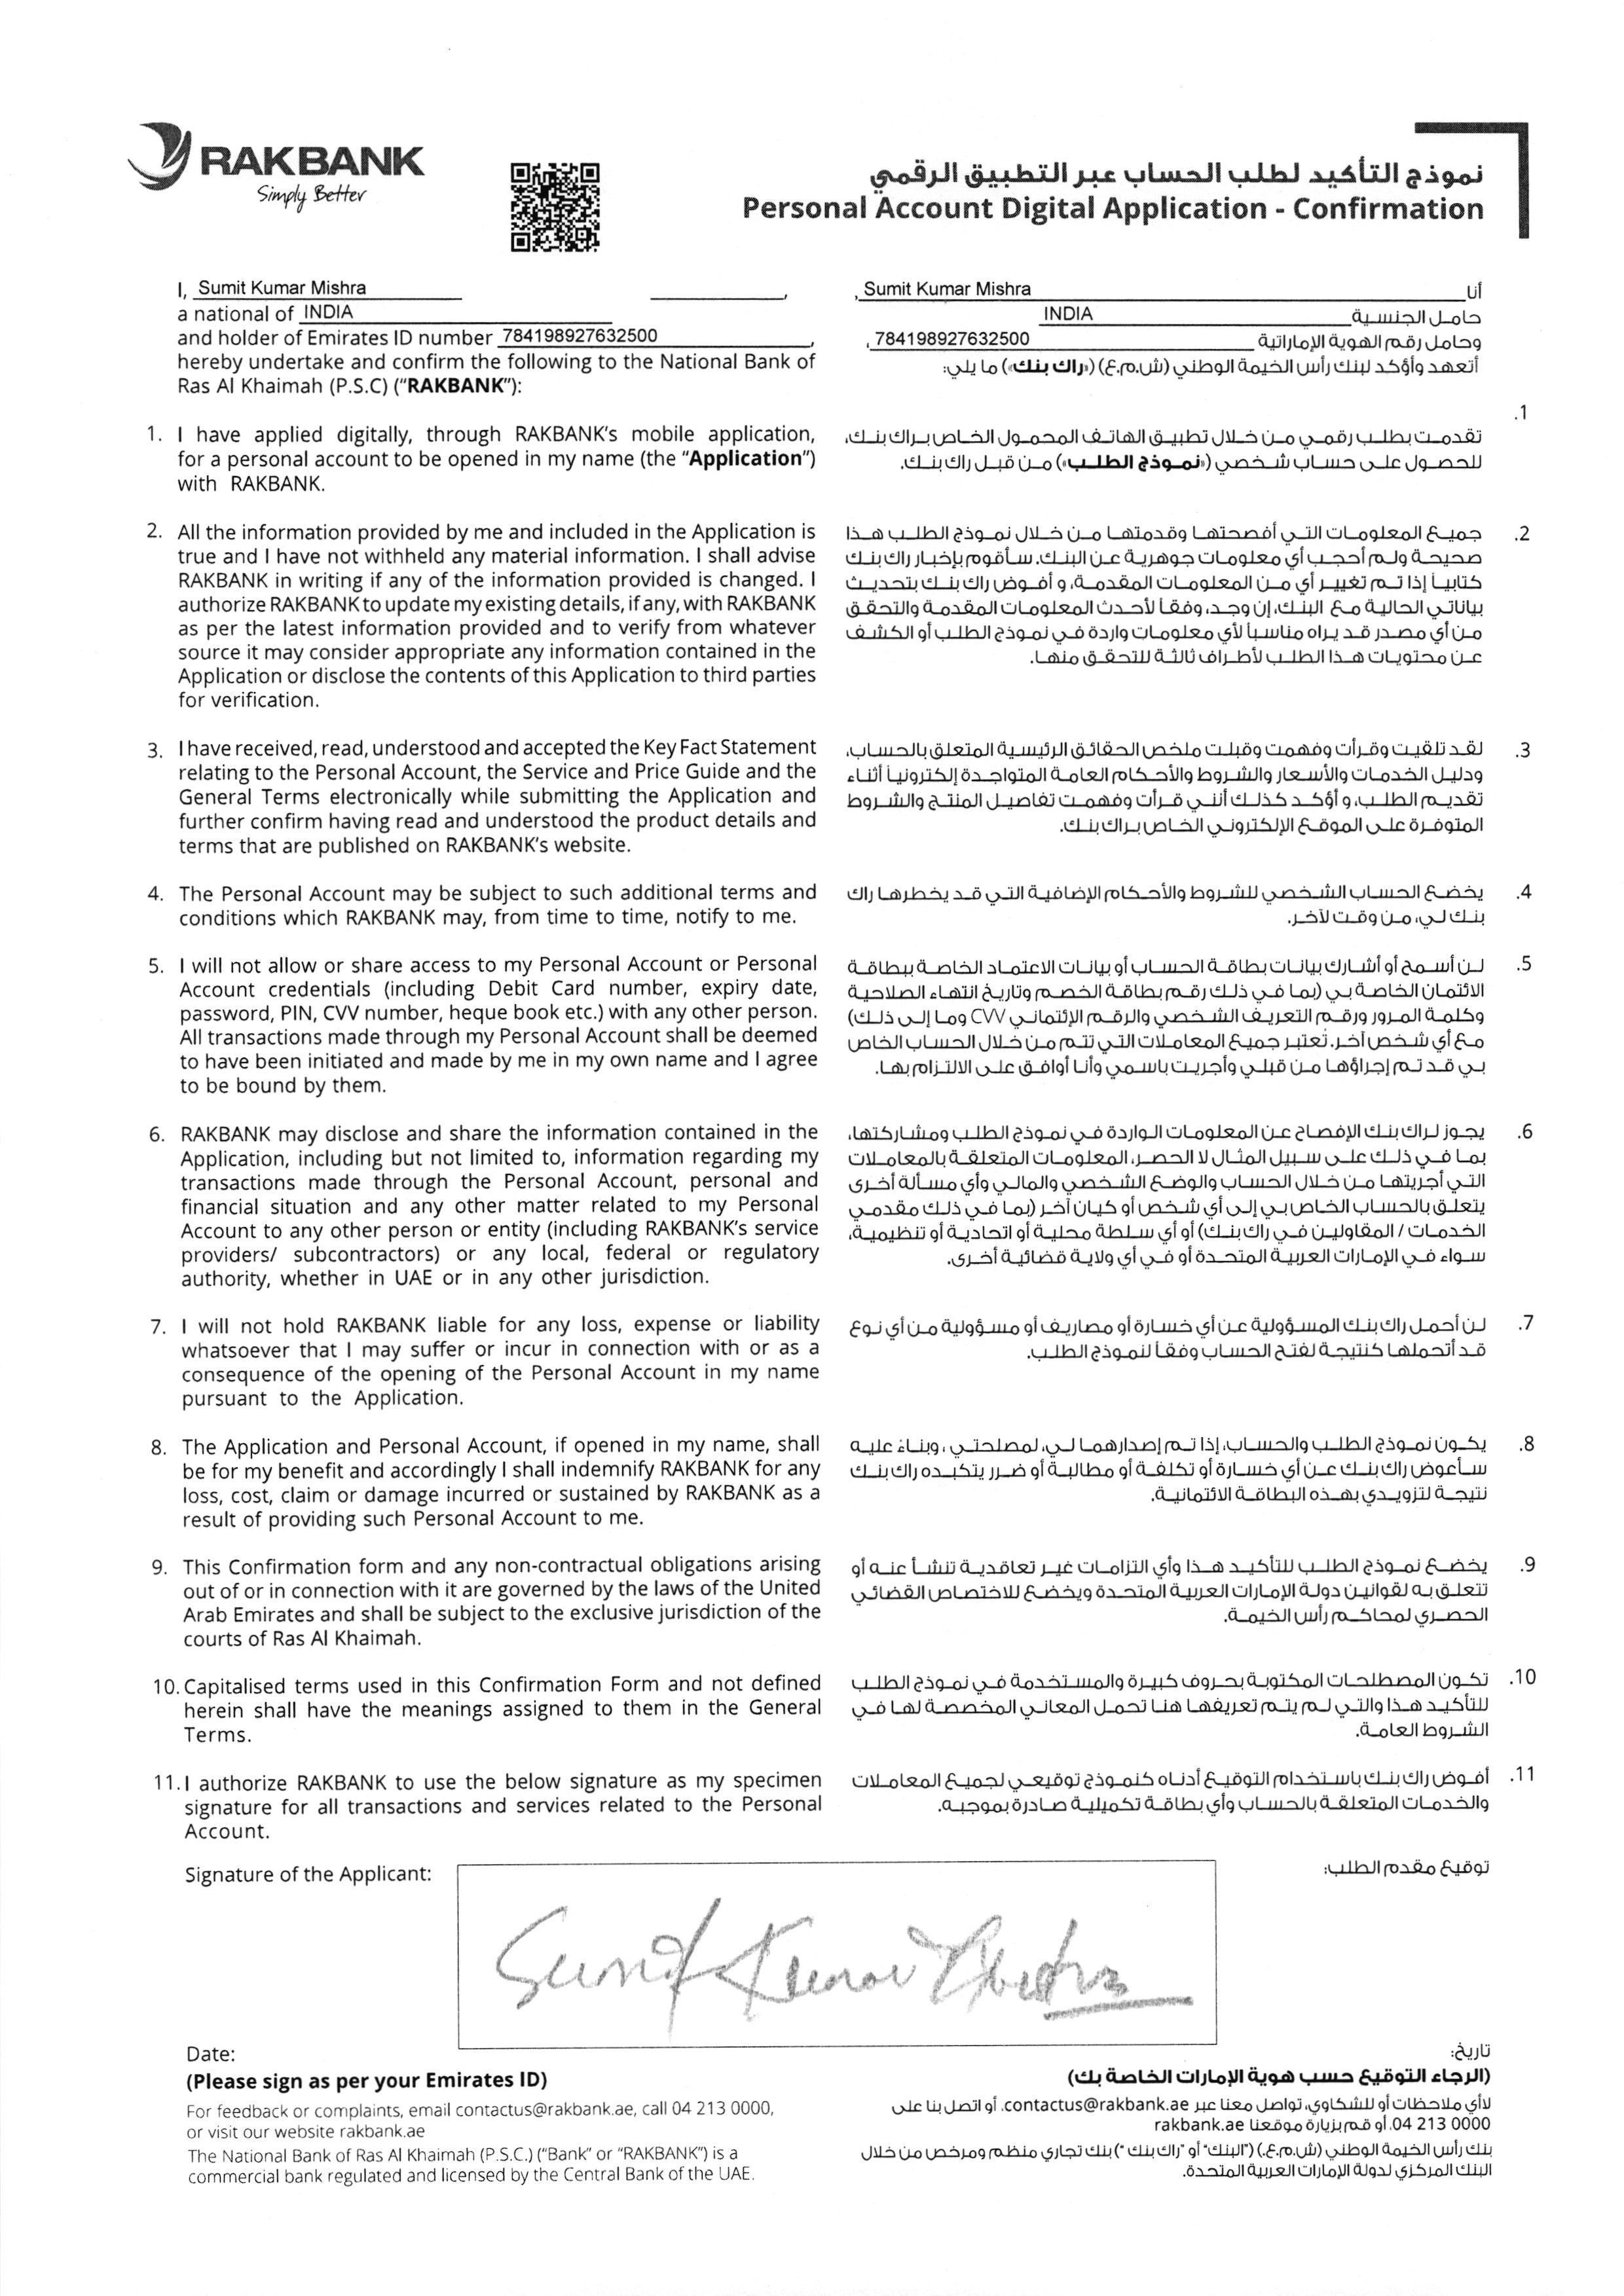 RAKBANK
Simply Better
نموذج التأكيد لطلب الحساب عبر التطبيق الرقمي
Personal Account Digital Application - Confirmation
I, Sumit Kumar Mishra ,
a national of INDIA
and holder of Emirates ID number 784198927632500 ,
hereby undertake and confirm the following to the National Bank of
Ras Al Khaimah (P.S.C) (“RAKBANK”):
1. I have applied digitally, through RAKBANK’s mobile application,
for a personal account to be opened in my name (the “Application”)
with RAKBANK.
2. All the information provided by me and included in the Application is
true and I have not withheld any material information. I shall advise
RAKBANK in writing if any of the information provided is changed. I
authorize RAKBANK to update my existing details, if any, with RAKBANK
as per the latest information provided and to verify from whatever
source it may consider appropriate any information contained in the
Application or disclose the contents of this Application to third parties
for verification.
3. I have received, read, understood and accepted the Key Fact Statement
relating to the Personal Account, the Service and Price Guide and the
General Terms electronically while submitting the Application and
further confirm having read and understood the product details and
terms that are published on RAKBANK’s website.
4. The Personal Account may be subject to such additional terms and
conditions which RAKBANK may, from time to time, notify to me.
5. I will not allow or share access to my Personal Account or Personal
Account credentials (including Debit Card number, expiry date,
password, PIN, CVV number, heque book etc.) with any other person.
All transactions made through my Personal Account shall be deemed
to have been initiated and made by me in my own name and I agree
to be bound by them.
6. RAKBANK may disclose and share the information contained in the
Application, including but not limited to, information regarding my
transactions made through the Personal Account, personal and
financial situation and any other matter related to my Personal
Account to any other person or entity (including RAKBANK’s service
providers/ subcontractors) or any local, federal or regulatory
authority, whether in UAE or in any other jurisdiction.
7. I will not hold RAKBANK liable for any loss, expense or liability
whatsoever that I may suffer or incur in connection with or as a
consequence of the opening of the Personal Account in my name
pursuant to the Application.
8. The Application and Personal Account, if opened in my name, shall
be for my benefit and accordingly I shall indemnify RAKBANK for any
loss, cost, claim or damage incurred or sustained by RAKBANK as a
result of providing such Personal Account to me.
9. This Confirmation form and any non-contractual obligations arising
out of or in connection with it are governed by the laws of the United
Arab Emirates and shall be subject to the exclusive jurisdiction of the
courts of Ras Al Khaimah.
10. Capitalised terms used in this Confirmation Form and not defined
herein shall have the meanings assigned to them in the General
Terms.
11. I authorize RAKBANK to use the below signature as my specimen
signature for all transactions and services related to the Personal
Account.
أنا Sumit Kumar Mishra ,
حامل الجنسية INDIA
وحامل رقم الهوية الإماراتية 784198927632500 ,
أتعهد وأؤكد لبنك رأس الخيمة الوطني (ش.م.ع) («راك بنك») ما يلي:
1.
تقدمت بطلب رقمي من خلال تطبيق الهاتف المحمول الخاص براك بنك،
للحصول على حساب شخصي («نموذج الطلب») من قبل راك بنك.
2. جميع المعلومات التي أفصحتها وقدمتها من خلال نموذج الطلب هذا
صحيحة ولم أحجب أي معلومات جوهرية عن البنك. سأقوم بإخبار راك بنك
كتابياً إذا تم تغيير أي من المعلومات المقدمة، و أفوض راك بنك بتحديث
بياناتي الحالية مع البنك، إن وجد، وفقاً لأحدث المعلومات المقدمة والتحقق
من أي مصدر قد يراه مناسباً لأي معلومات واردة في نموذج الطلب أو الكشف
عن محتويات هذا الطلب لأطراف ثالثة للتحقق منها.
3. لقد تلقيت وقرأت وفهمت وقبلت ملخص الحقائق الرئيسية المتعلق بالحساب،
ودليل الخدمات والأسعار والشروط والأحكام العامة المتواجدة إلكترونياً أثناء
تقديم الطلب، و أؤكد كذلك أنني قرأت وفهمت تفاصيل المنتج والشروط
المتوفرة على الموقع الإلكتروني الخاص براك بنك.
4. يخضع الحساب الشخصي للشروط والأحكام الإضافية التي قد يخطرها راك
بنك لي، من وقت لآخر.
5. لن أسمح أو أشارك بيانات بطاقة الحساب أو بيانات الاعتماد الخاصة ببطاقة
الائتمان الخاصة بي (بما في ذلك رقم بطاقة الخصم وتاريخ انتهاء الصلاحية
وكلمة المرور ورقم التعريف الشخصي والرقم الإئتماني CVV وما إلى ذلك)
مع أي شخص آخر. تُعتبر جميع المعاملات التي تتم من خلال الحساب الخاص
بي قد تم إجراؤها من قبلي وأجريت باسمي وأنا أوافق على الالتزام بها.
6. يجوز لراك بنك الإفصاح عن المعلومات الواردة في نموذج الطلب ومشاركتها،
بما في ذلك على سبيل المثال لا الحصر، المعلومات المتعلقة بالمعاملات
التي أجريتها من خلال الحساب والوضع الشخصي والمالي وأي مسألة أخرى
يتعلق بالحساب الخاص بي إلى أي شخص أو كيان آخر (بما في ذلك مقدمي
الخدمات / المقاولين في راك بنك) أو أي سلطة محلية أو اتحادية أو تنظيمية،
سواء في الإمارات العربية المتحدة أو في أي ولاية قضائية أخرى.
7. لن أحمل راك بنك المسؤولية عن أي خسارة أو مصاريف أو مسؤولية من أي نوع
قد أتحملها كنتيجة لفتح الحساب وفقاً لنموذج الطلب.
8. يكون نموذج الطلب والحساب، إذا تم إصدارهما لي، لمصلحتي ، وبناءً عليه
سأعوض راك بنك عن أي خسارة أو تكلفة أو مطالبة أو ضرر يتكبده راك بنك
نتيجة لتزويدي بهذه البطاقة الائتمانية.
9. يخضع نموذج الطلب للتأكيد هذا وأي التزامات غير تعاقدية تنشأ عنه أو
تتعلق به لقوانين دولة الإمارات العربية المتحدة ويخضع للاختصاص القضائي
الحصري لمحاكم رأس الخيمة.
10. تكون المصطلحات المكتوبة بحروف كبيرة والمستخدمة في نموذج الطلب
للتأكيد هذا والتي لم يتم تعريفها هنا تحمل المعاني المخصصة لها في
الشروط العامة.
11. أفوض راك بنك باستخدام التوقيع أدناه كنموذج توقيعي لجميع المعاملات
والخدمات المتعلقة بالحساب وأي بطاقة تكميلية صادرة بموجبه.
Signature of the Applicant:
توقيع مقدم الطلب:
Sumit Kumar
Date:
تاريخ:
(Please sign as per your Emirates ID)
(الرجاء التوقيع حسب هوية الإمارات الخاصة بك)
For feedback or complaints, email contactus@rakbank.ae, call 04 213 0000,
or visit our website rakbank.ae
The National Bank of Ras Al Khaimah (P.S.C.) (“Bank” or “RAKBANK”) is a
commercial bank regulated and licensed by the Central Bank of the UAE.
لأي ملاحظات أو للشكاوي، تواصل معنا عبر contactus@rakbank.ae. أو اتصل بنا على
04 213 0000. أو قم بزيارة موقعنا rakbank.ae
بنك رأس الخيمة الوطني (ش.م.ع.) ("البنك" أو "راك بنك ") بنك تجاري منظم ومرخص من خلال
البنك المركزي لدولة الإمارات العربية المتحدة.